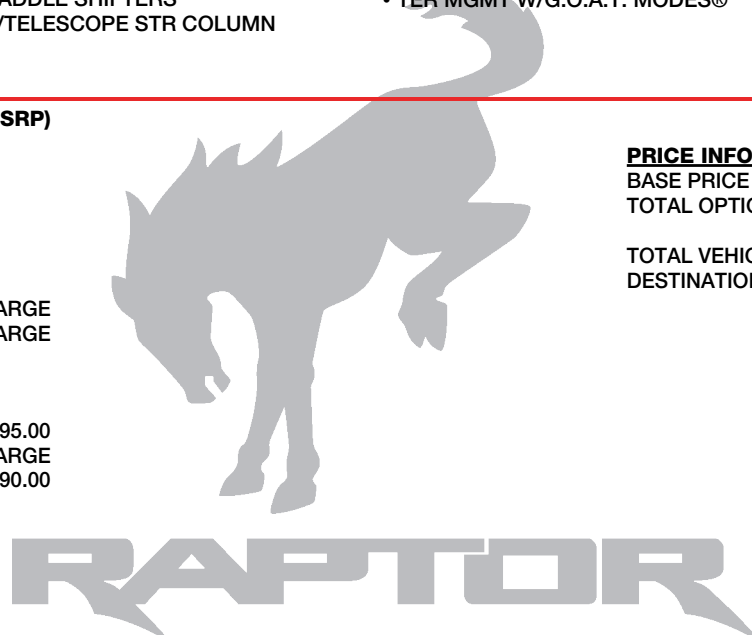 ADDLE SHIFTERS
/TELESCOPE STR COLUMN
• TER MGMT W/G.O.A.T. MODES®
SRP)
ARGE
ARGE
95.00
ARGE
90.00
PRICE INFO
BASE PRICE
TOTAL OPTIO
TOTAL VEHIC
DESTINATION
RAPTOR